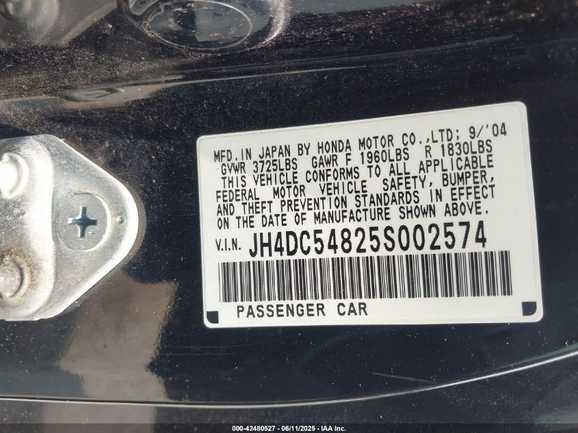 MFD.IN JAPAN BY HONDA MOTOR CO.,LTD; 9/'04
GVWR 3725LBS GAWR F 1960LBS R 1830LBS
THIS VEHICLE CONFORMS TO ALL APPLICABLE
FEDERAL MOTOR VEHICLE SAFETY, BUMPER,
AND THEFT PREVENTION STANDARDS IN EFFECT
ON THE DATE OF MANUFACTURE SHOWN ABOVE.
V.I.N. JH4DC54825S002574
PASSENGER CAR
000-42480527 - 06/11/2025 - IAA Inc.